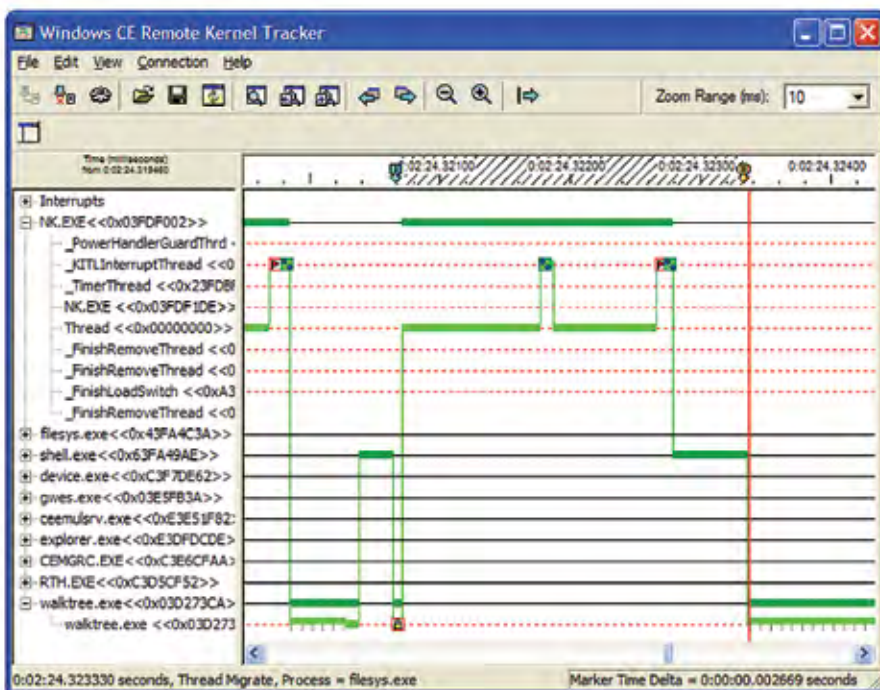 Windows CE Remote Kernel Tracker
File Edit View Connection Help
Zoom Range (ms): 10
Time (milliseconds)
from 0:02:24.319460
0:02:24.32100 0:02:24.32200 0:02:24.32300 0:02:24.32400
Interrupts
NK.EXE<<0x03FDF002>>
_PowerHandlerGuardThrd
_KITLInterruptThread <<0
_TimerThread <<0x23FDBF
NK.EXE <<0x03FDF1DE>>
Thread <<0x00000000>>
_FinishRemoveThread <<0
_FinishRemoveThread <<0
_FinishLoadSwitch <<0xA3
_FinishRemoveThread <<0
filesys.exe<<0x43FA4C3A>>
shell.exe<<0x63FA49AE>>
device.exe<<0xC3F7DE62>>
gwes.exe<<0x03E5FB3A>>
ceemulsrv.exe<<0xE3E51F82>
explorer.exe<<0xE3DFDCDE>
CEMGRC.EXE<<0xC3E6CFAA>
RTH.EXE<<0xC3D5CF52>>
walktree.exe<<0x03D273CA>
walktree.exe <<0x03D273
0:02:24.323330 seconds, Thread Migrate, Process = filesys.exe
Marker Time Delta = 0:00:00.002669 seconds